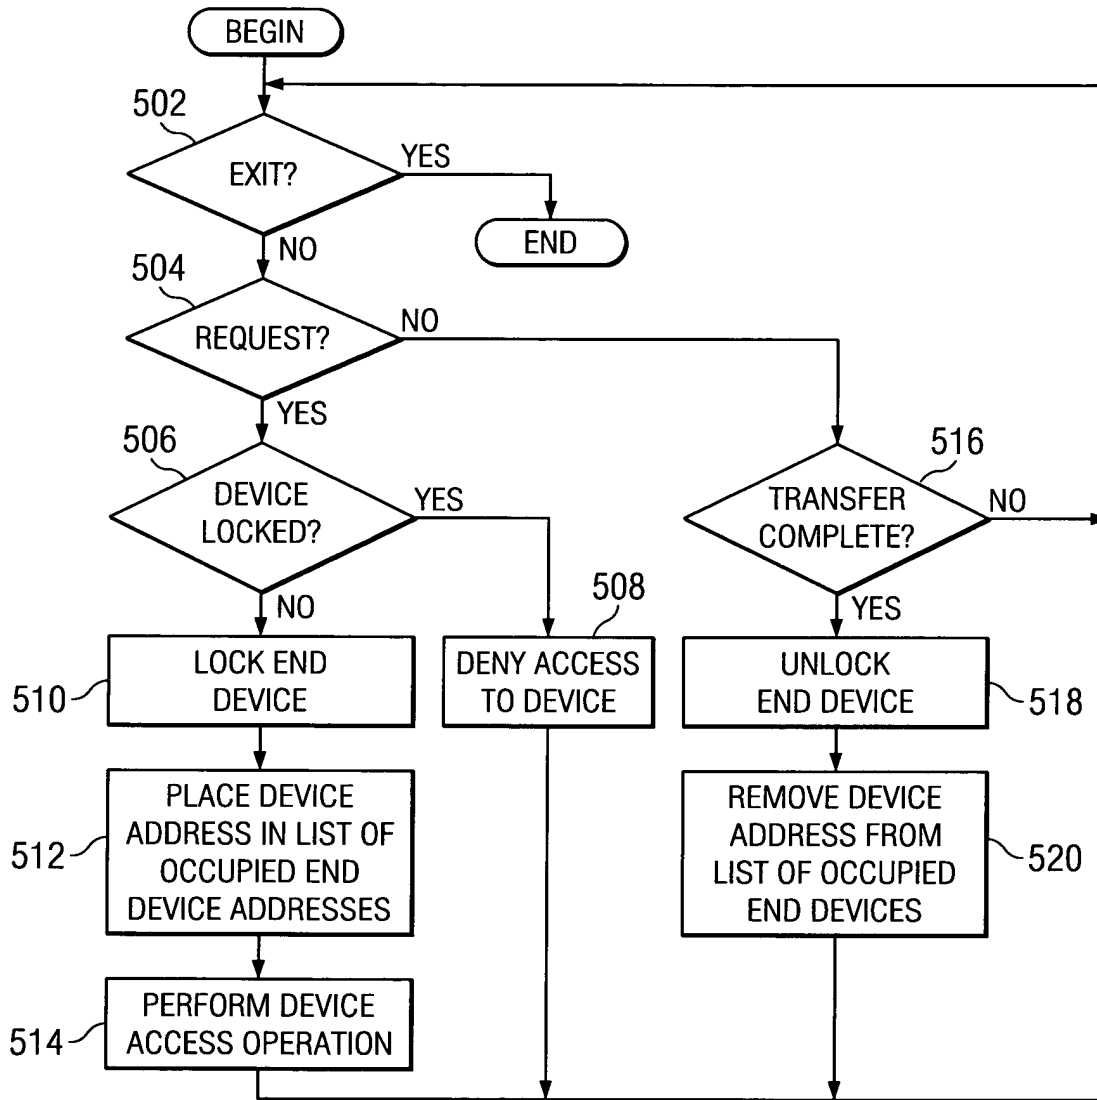 BEGIN
502
EXIT?
YES
END
NO
504
REQUEST?
NO
YES
506
DEVICE
LOCKED?
YES
516
TRANSFER
COMPLETE?
NO
NO
508
YES
510
LOCK END
DEVICE
DENY ACCESS
TO DEVICE
UNLOCK
END DEVICE
518
512
PLACE DEVICE
ADDRESS IN LIST OF
OCCUPIED END
DEVICE ADDRESSES
REMOVE DEVICE
ADDRESS FROM
LIST OF OCCUPIED
END DEVICES
520
514
PERFORM DEVICE
ACCESS OPERATION